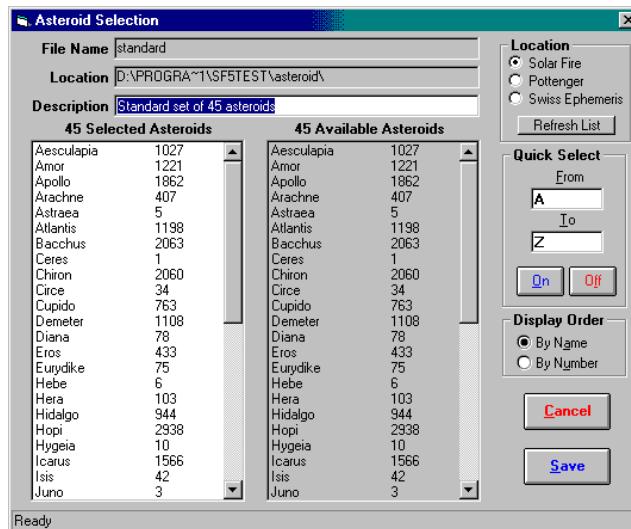 Asteroid Selection
File Name standard
Location D:\PROGRA~1\SF5TEST\asteroid\
Description Standard set of 45 asteroids
45 Selected Asteroids
Aesculapia 1027
Amor 1221
Apollo 1862
Arachne 407
Astraea 5
Atlantis 1198
Bacchus 2063
Ceres 1
Chiron 2060
Circe 34
Cupido 763
Demeter 1108
Diana 78
Eros 433
Eurydike 75
Hebe 6
Hera 103
Hidalgo 944
Hopi 2938
Hygeia 10
Icarus 1566
Isis 42
Juno 3
45 Available Asteroids
Aesculapia 1027
Amor 1221
Apollo 1862
Arachne 407
Astraea 5
Atlantis 1198
Bacchus 2063
Ceres 1
Chiron 2060
Circe 34
Cupido 763
Demeter 1108
Diana 78
Eros 433
Eurydike 75
Hebe 6
Hera 103
Hidalgo 944
Hopi 2938
Hygeia 10
Icarus 1566
Isis 42
Juno 3
Location
Solar Fire
Pottenger
Swiss Ephemeris
Refresh List
Quick Select
From
A
To
Z
On Off
Display Order
By Name
By Number
Cancel
Save
Ready